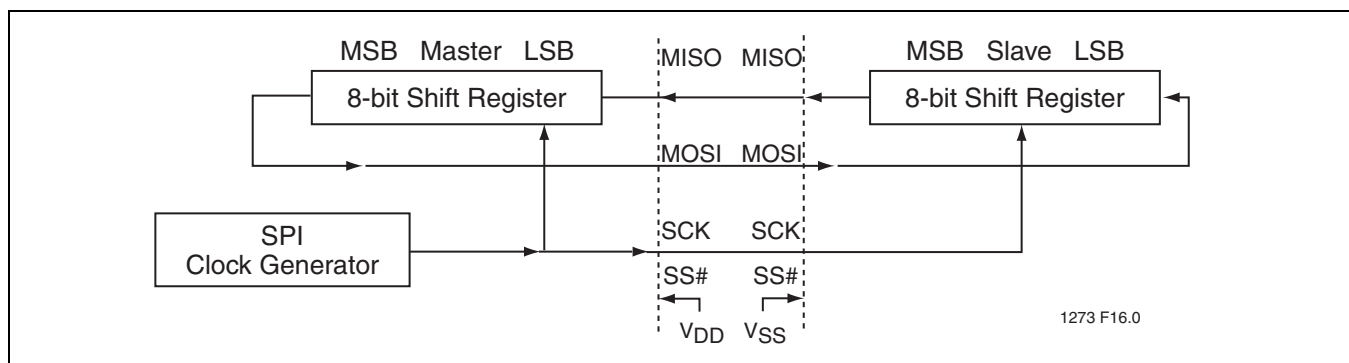 MSB Master LSB
MISO MISO
MSB Slave LSB
8-bit Shift Register
8-bit Shift Register
MOSI MOSI
SPI
Clock Generator
SCK SCK
SS# SS#
VDD VSS
1273 F16.0